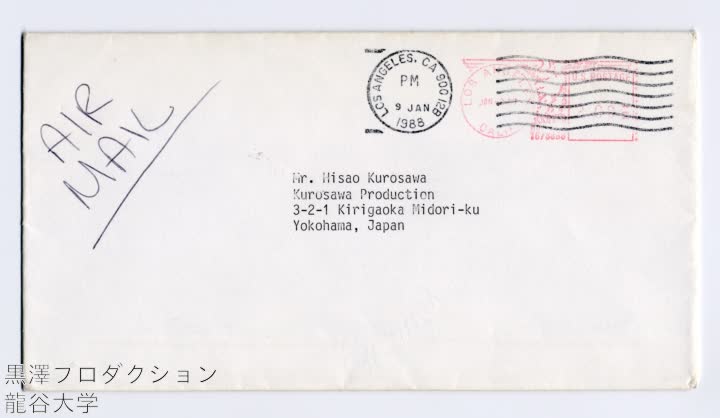 AIR
MAIL
LOS ANGELES, CA 900 12B
PM
9 JAN
1988
Mr. Hisao Kurosawa
Kurosawa Production
3-2-1 Kirigaoka Midori-ku
Yokohama, Japan
黒澤プロダクション
龍谷大学